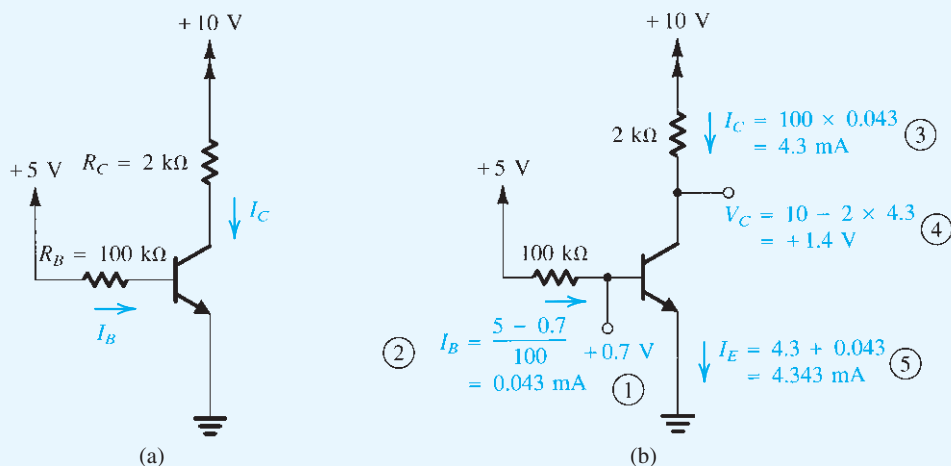 +10 V
R_C = 2 kΩ
+5 V
I_C
R_B = 100 kΩ
I_B
(a)
+10 V
2 kΩ
I_C = 100 × 0.043
= 4.3 mA
③
+5 V
V_C = 10 − 2 × 4.3
= +1.4 V
④
100 kΩ
② I_B = \frac{5 − 0.7}{100}
= 0.043 mA
+0.7 V
①
I_E = 4.3 + 0.043
= 4.343 mA
⑤
(b)